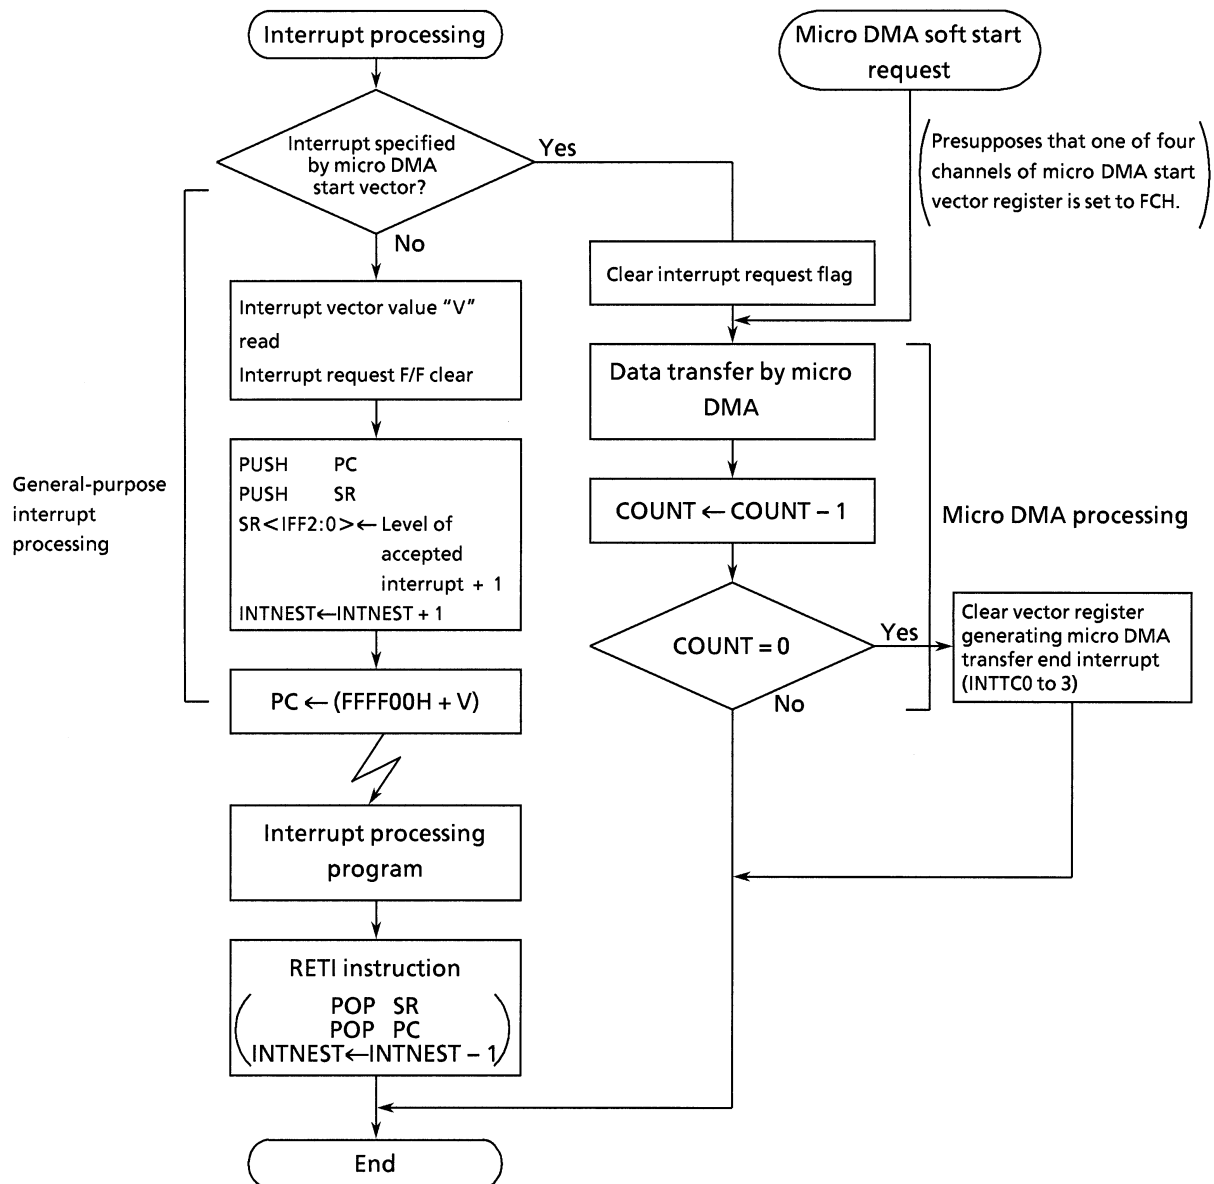 Interrupt processing
Micro DMA soft start
request
Interrupt specified
by micro DMA
start vector?
Yes
No
(Presupposes that one of four
channels of micro DMA start
vector register is set to FCH.)
Clear interrupt request flag
Interrupt vector value "V"
read
Interrupt request F/F clear
Data transfer by micro
DMA
General-purpose
interrupt
processing
PUSH PC
PUSH SR
SR<IFF2:0>← Level of
accepted
interrupt + 1
INTNEST←INTNEST + 1
COUNT ← COUNT – 1
Micro DMA processing
COUNT = 0
Yes
No
Clear vector register
generating micro DMA
transfer end interrupt
(INTTC0 to 3)
PC ← (FFFF00H + V)
Interrupt processing
program
RETI instruction
(POP SR
POP PC
INTNEST←INTNEST – 1)
End